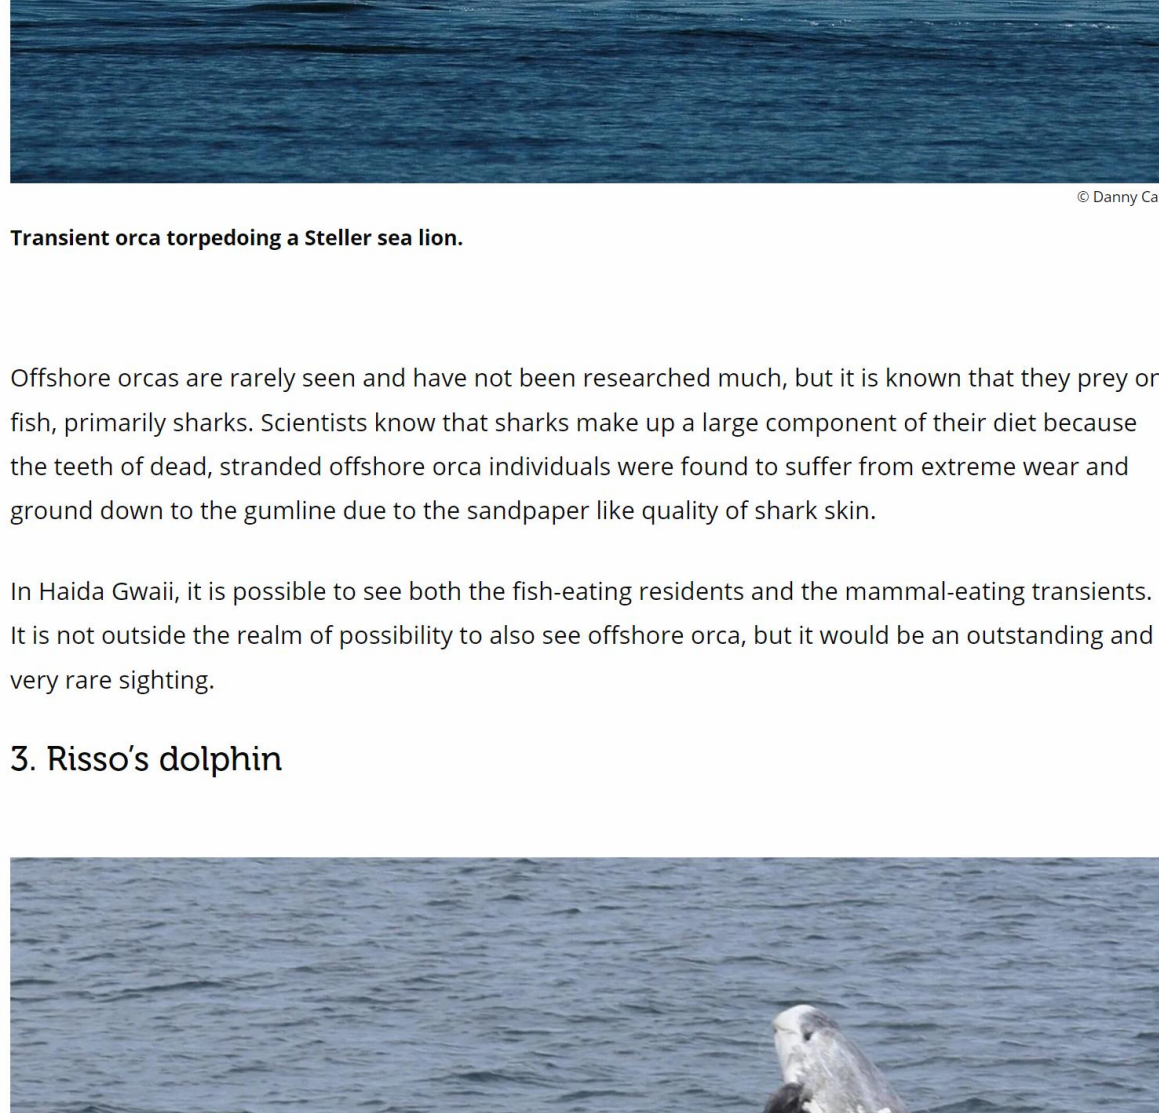 © Danny Ca
Transient orca torpedoing a Steller sea lion.
Offshore orcas are rarely seen and have not been researched much, but it is known that they prey on
fish, primarily sharks. Scientists know that sharks make up a large component of their diet because
the teeth of dead, stranded offshore orca individuals were found to suffer from extreme wear and
ground down to the gumline due to the sandpaper like quality of shark skin.
In Haida Gwaii, it is possible to see both the fish-eating residents and the mammal-eating transients.
It is not outside the realm of possibility to also see offshore orca, but it would be an outstanding and
very rare sighting.
3. Risso’s dolphin